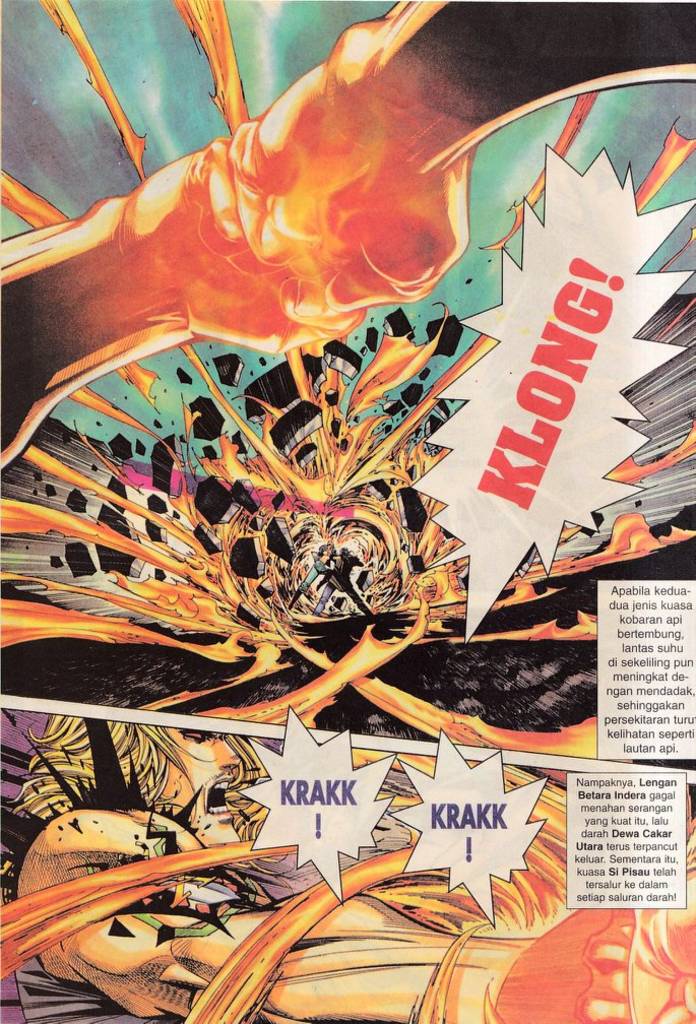 KLONG!
Apabila kedua-
dua jenis kuasa
kobaran api
bertembung,
lantas suhu
di sekeliling pun
meningkat de-
ngan mendadak,
sehinggakan
persekitaran turut
kelihatan seperti
lautan api.
KRAKK
!
KRAKK
!
Nampaknya, Lengan
Betara Indera gagal
menahan serangan
yang kuat itu, lalu
darah Dewa Cakar
Utara terus terpancut
keluar. Sementara itu,
kuasa Si Pisau telah
tersalur ke dalam
setiap saluran darah!